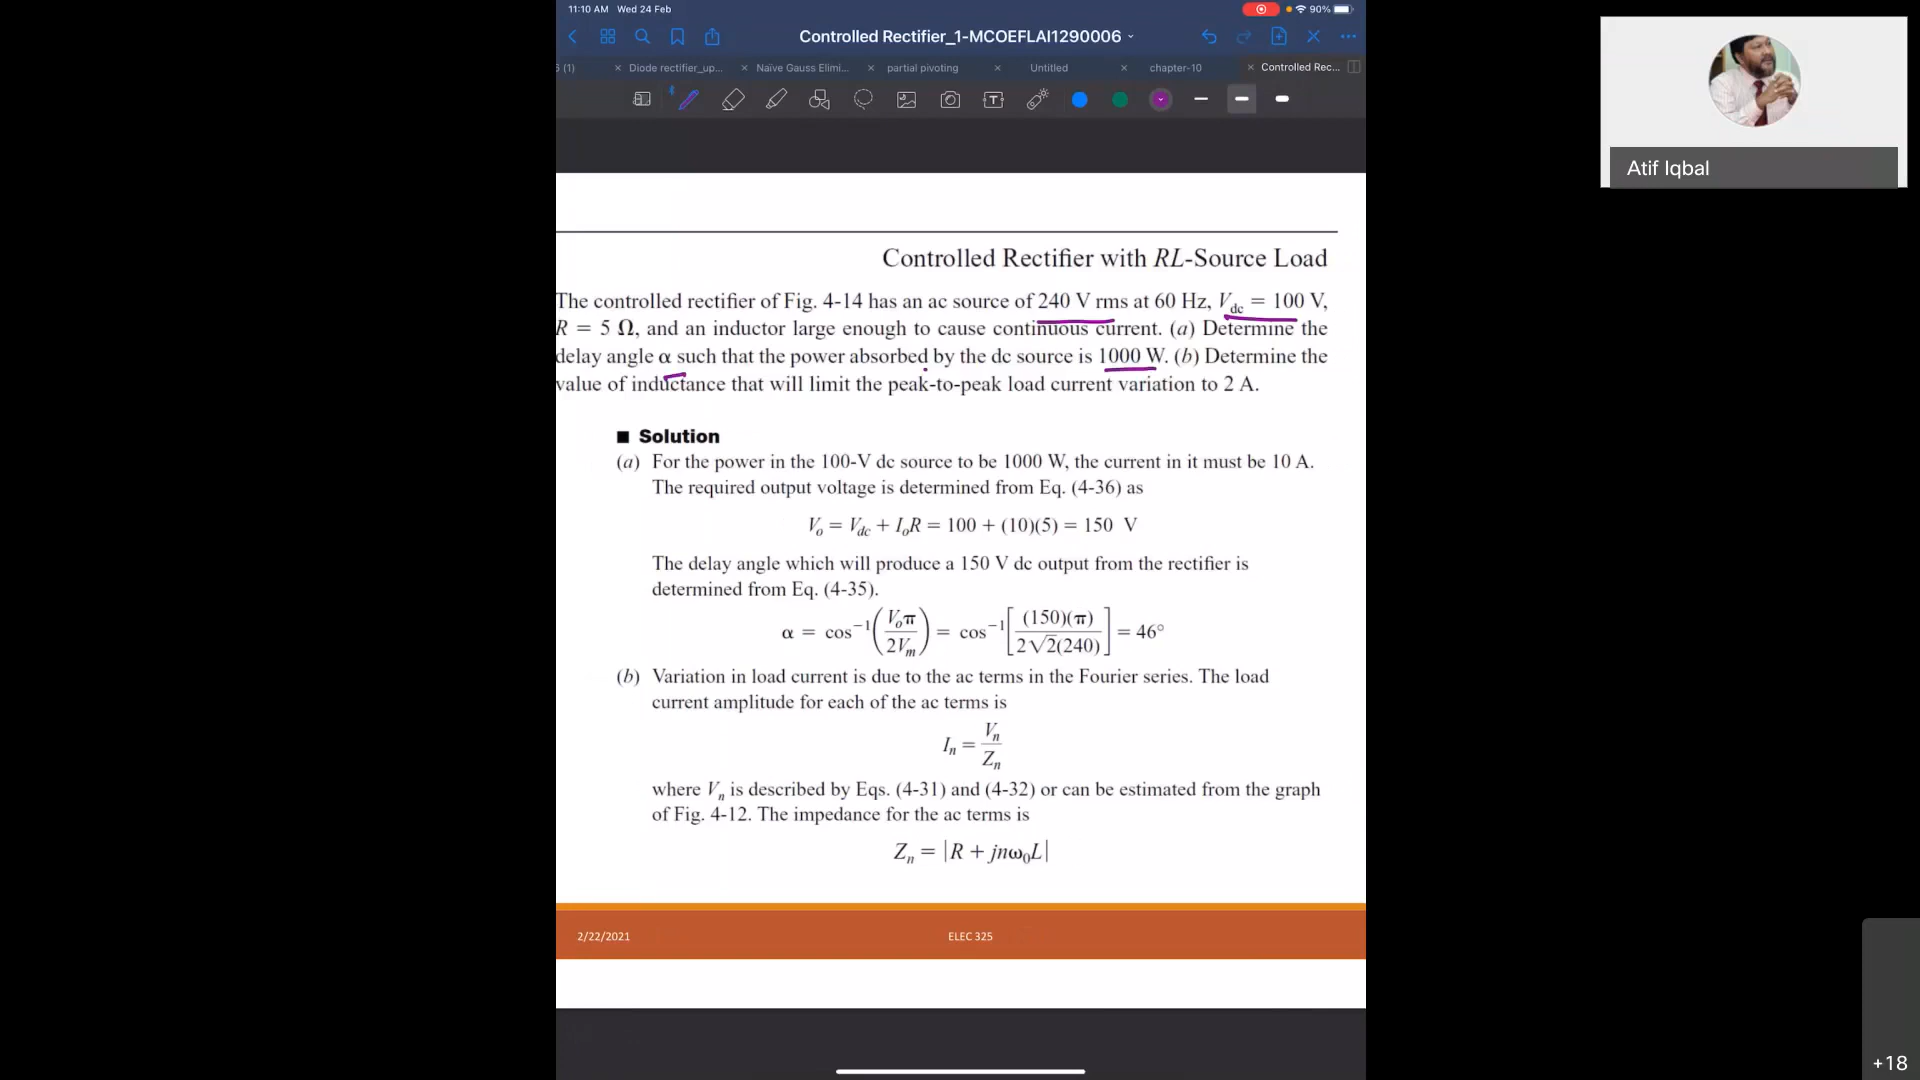 11:10 AM Wed 24 Feb
90%
Controlled Rectifier_1-MCOEFLAI1290006
(1) × Diode rectifier_up... × Naïve Gauss Elimi... × partial pivoting × Untitled × chapter-10 × Controlled Rec...
Atif Iqbal
Controlled Rectifier with RL-Source Load
The controlled rectifier of Fig. 4-14 has an ac source of 240 V rms at 60 Hz, Vdc = 100 V,
R = 5 Ω, and an inductor large enough to cause continuous current. (a) Determine the
delay angle α such that the power absorbed by the dc source is 1000 W. (b) Determine the
value of inductance that will limit the peak-to-peak load current variation to 2 A.
■ Solution
(a) For the power in the 100-V dc source to be 1000 W, the current in it must be 10 A.
The required output voltage is determined from Eq. (4-36) as
Vo = Vdc + IoR = 100 + (10)(5) = 150 V
The delay angle which will produce a 150 V dc output from the rectifier is
determined from Eq. (4-35).
α = cos⁻¹(Voπ / 2Vm) = cos⁻¹[(150)(π) / 2√2(240)] = 46°
(b) Variation in load current is due to the ac terms in the Fourier series. The load
current amplitude for each of the ac terms is
In = Vn / Zn
where Vn is described by Eqs. (4-31) and (4-32) or can be estimated from the graph
of Fig. 4-12. The impedance for the ac terms is
Zn = |R + jnω0L|
2/22/2021
ELEC 325
+18